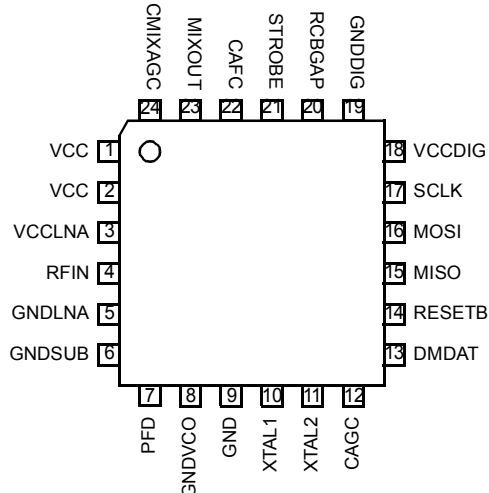 CMIXAGC
MIXOUT
CAFC
STROBE
RCBGAP
GNDDIG
24 23 22 21 20 19
VCC 1
VCC 2
VCCLNA 3
RFIN 4
GNDLNA 5
GNDSUB 6
18 VCCDIG
17 SCLK
16 MOSI
15 MISO
14 RESETB
13 DMDAT
7 8 9 10 11 12
PFD
GNDVCO
GND
XTAL1
XTAL2
CAGC